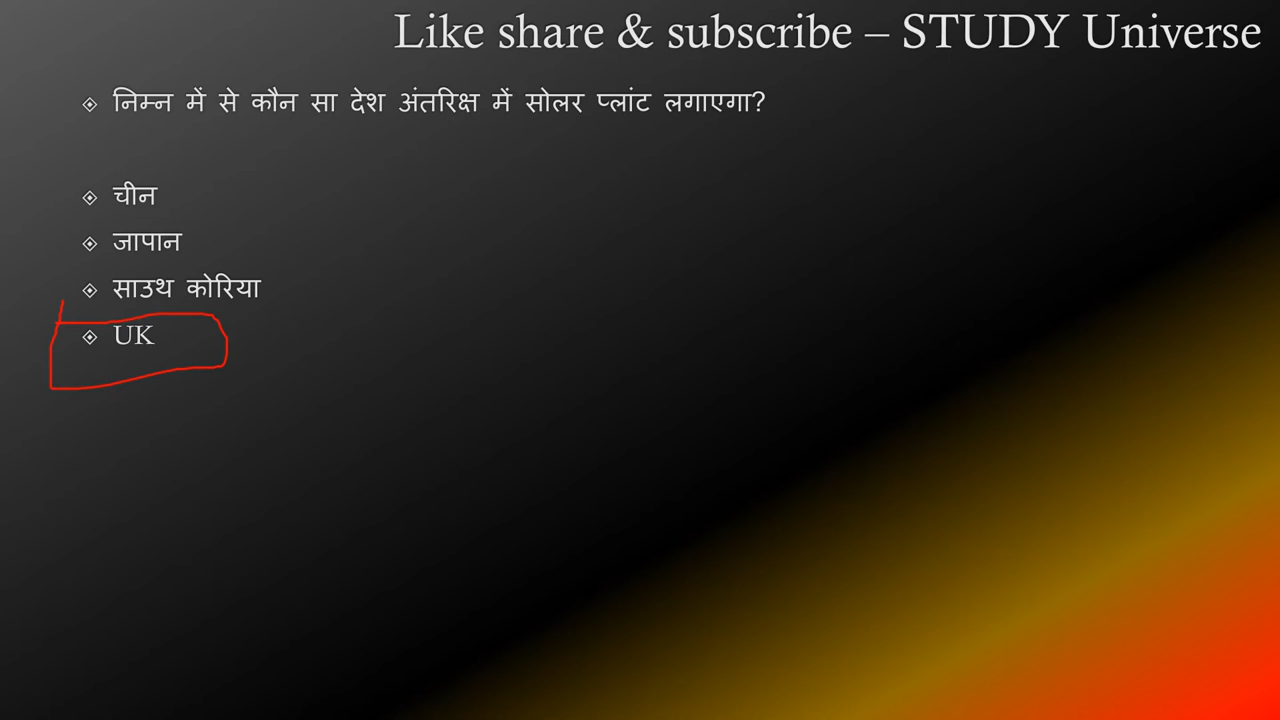 Like share & subscribe – STUDY Universe
निम्न में से कौन सा देश अंतरिक्ष में सोलर प्लांट लगाएगा?
चीन
जापान
साउथ कोरिया
UK